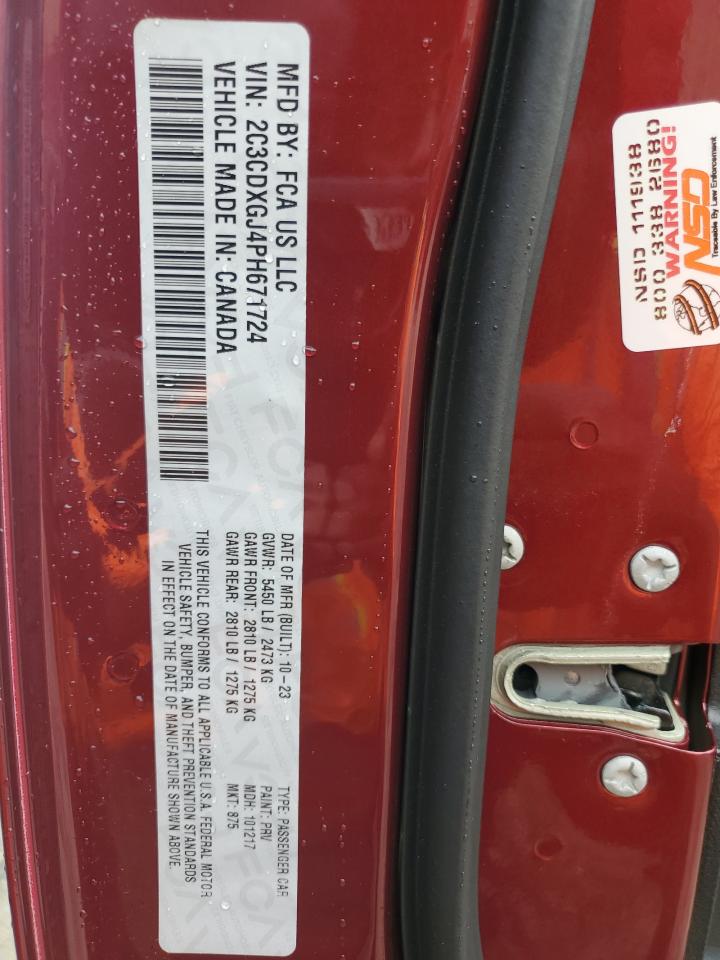 MFD BY: FCA US LLC
VIN: 2C3CDXGJ4PH671724
VEHICLE MADE IN: CANADA
DATE OF MFR (BUILT): 10-23
GVWR: 5450 LB / 2473 KG
GAWR FRONT: 2810 LB / 1275 KG
GAWR REAR: 2810 LB / 1275 KG
TYPE: PASSENGER CAR
PAINT: PRV
MDH: 101217
MKT: 875
THIS VEHICLE CONFORMS TO ALL APPLICABLE U.S.A. FEDERAL MOTOR
VEHICLE SAFETY, BUMPER, AND THEFT PREVENTION STANDARDS
IN EFFECT ON THE DATE OF MANUFACTURE SHOWN ABOVE.
NSD
Traceable By Law Enforcement
WARNING!
800 338 2680
NSD 111938